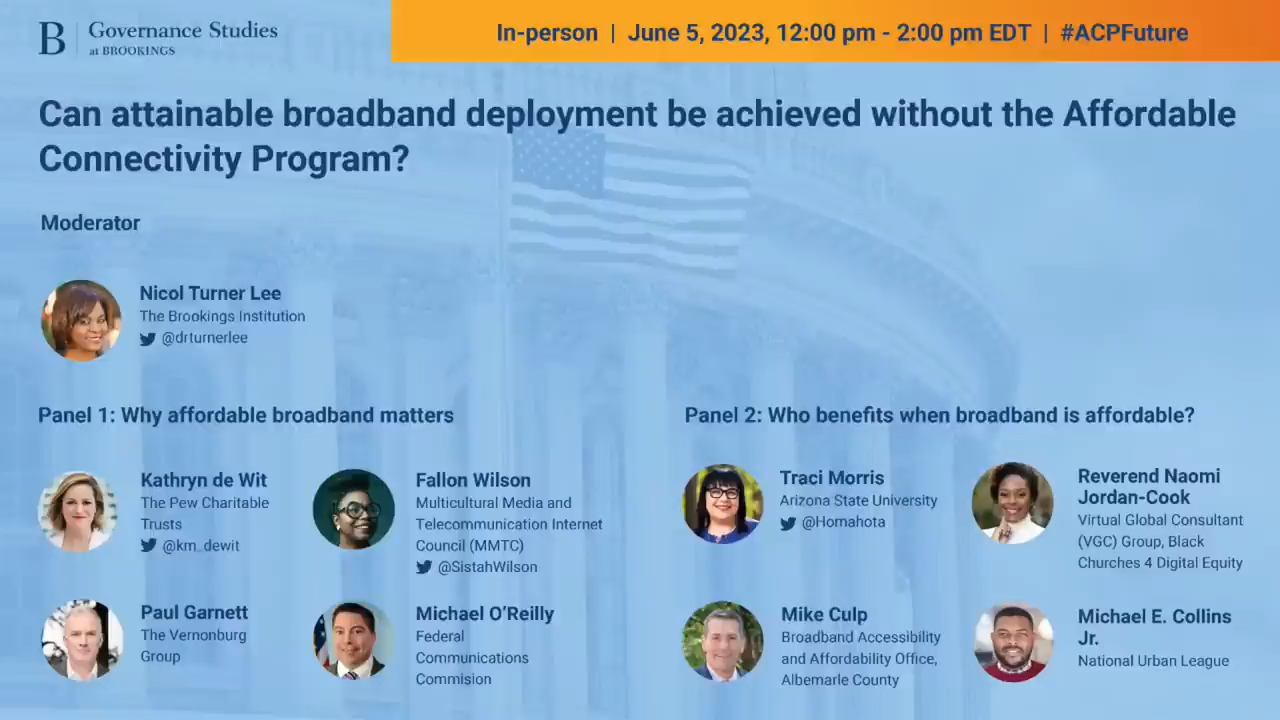 B | Governance Studies
at BROOKINGS
In-person | June 5, 2023, 12:00 pm - 2:00 pm EDT | #ACPFuture
Can attainable broadband deployment be achieved without the Affordable
Connectivity Program?
Moderator
Nicol Turner Lee
The Brookings Institution
@drturnerlee
Panel 1: Why affordable broadband matters
Kathryn de Wit
The Pew Charitable
Trusts
@km_dewit
Fallon Wilson
Multicultural Media and
Telecommunication Internet
Council (MMTC)
@SistahWilson
Paul Garnett
The Vernonburg
Group
Michael O’Reilly
Federal
Communications
Commision
Panel 2: Who benefits when broadband is affordable?
Traci Morris
Arizona State University
@Homahota
Reverend Naomi
Jordan-Cook
Virtual Global Consultant
(VGC) Group, Black
Churches 4 Digital Equity
Mike Culp
Broadband Accessibility
and Affordability Office,
Albemarle County
Michael E. Collins
Jr.
National Urban League